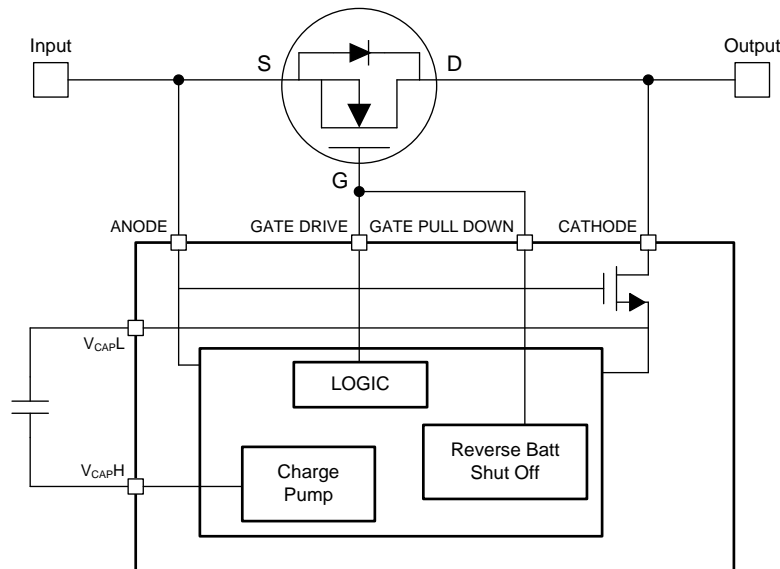 Input
S
D
Output
G
ANODE
GATE DRIVE
GATE PULL DOWN
CATHODE
VCAPL
LOGIC
VCAPH
Charge
Pump
Reverse Batt
Shut Off